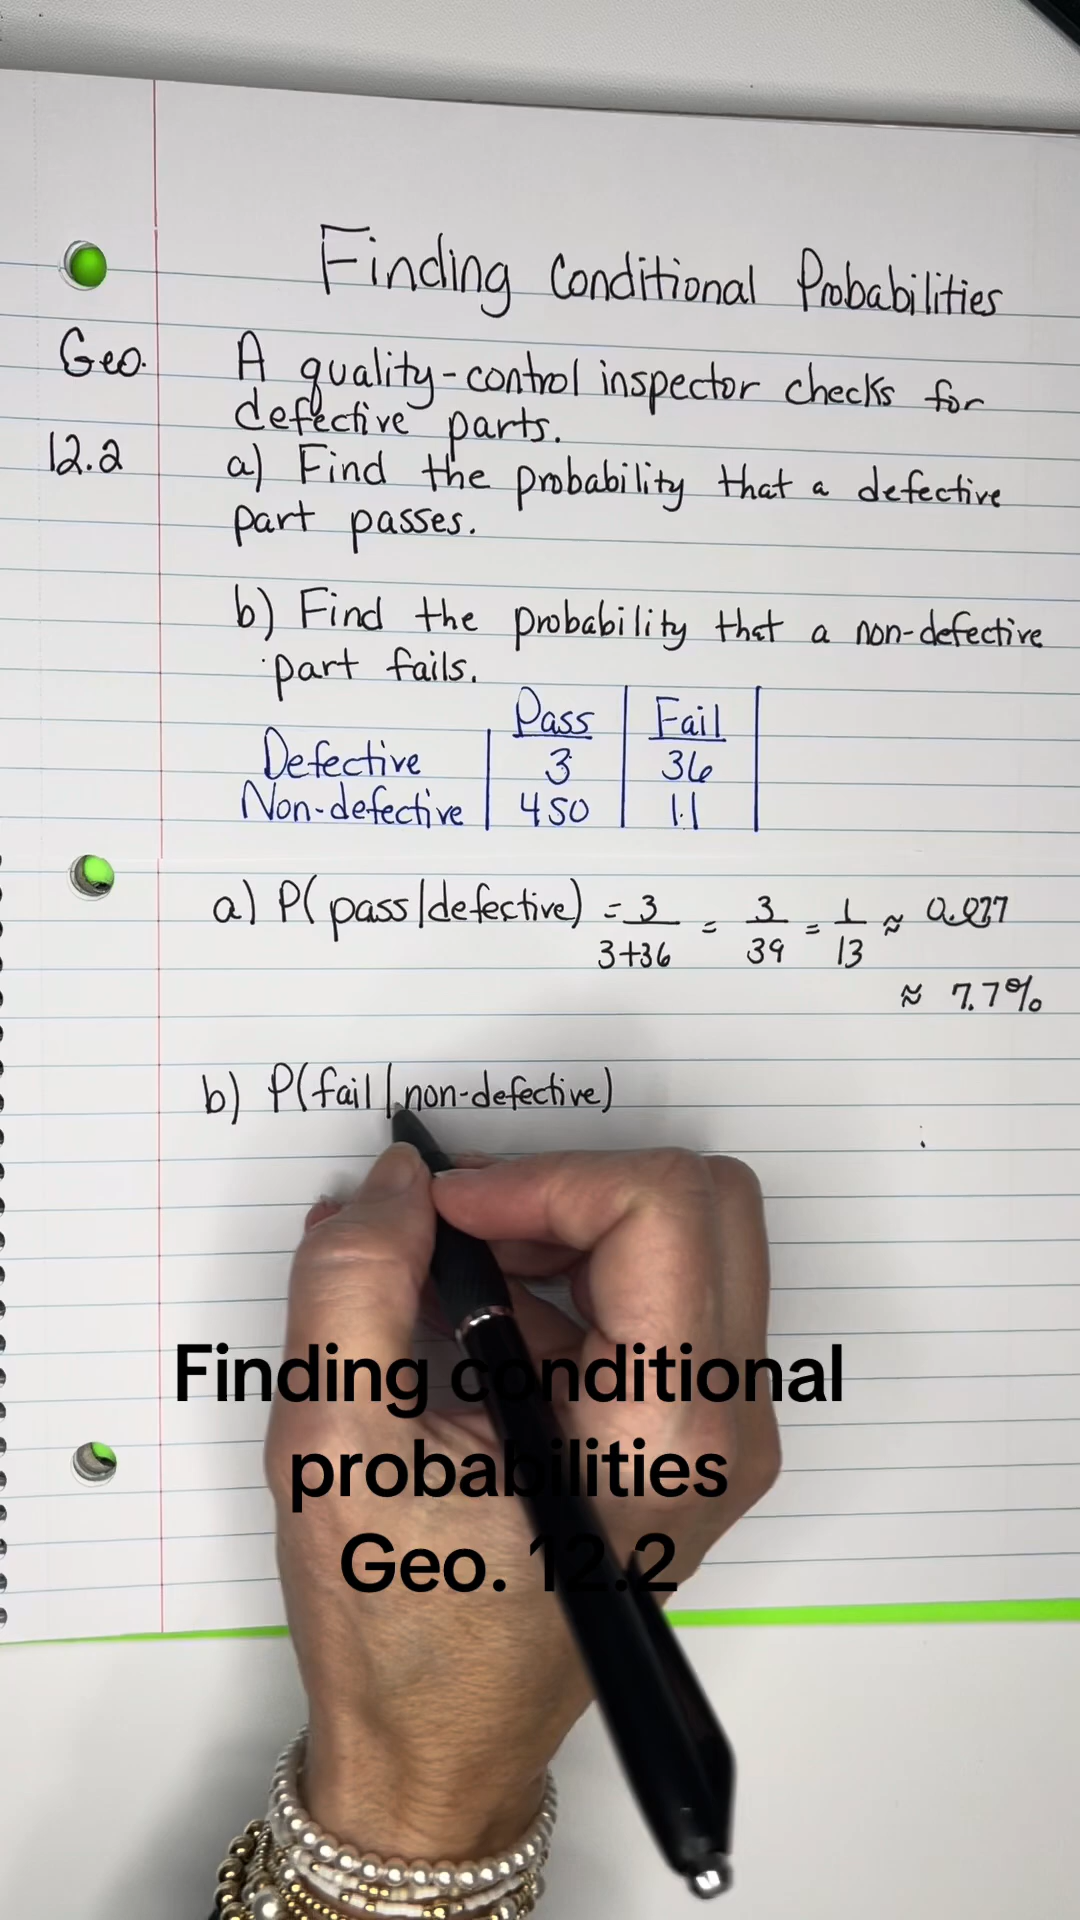 Finding Conditional Probabilities
Geo. A quality-control inspector checks for
defective parts.
12.2 a) Find the probability that a defective
part passes.
b) Find the probability that a non-defective
part fails.
Pass Fail
Defective 3 36
Non-defective 450 11
a) P(pass|defective) = 3/(3+36) = 3/39 = 1/13 ≈ 0.077
≈ 7.7%
b) P(fail|non-defective)
Finding conditional
probabilities
Geo. 12.2